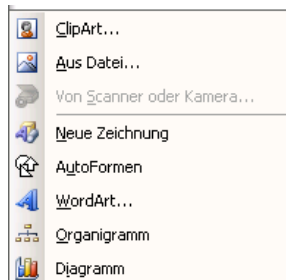 ClipArt...
Aus Datei...
Von Scanner oder Kamera...
Neue Zeichnung
AutoFormen
WordArt...
Organigramm
Diagramm